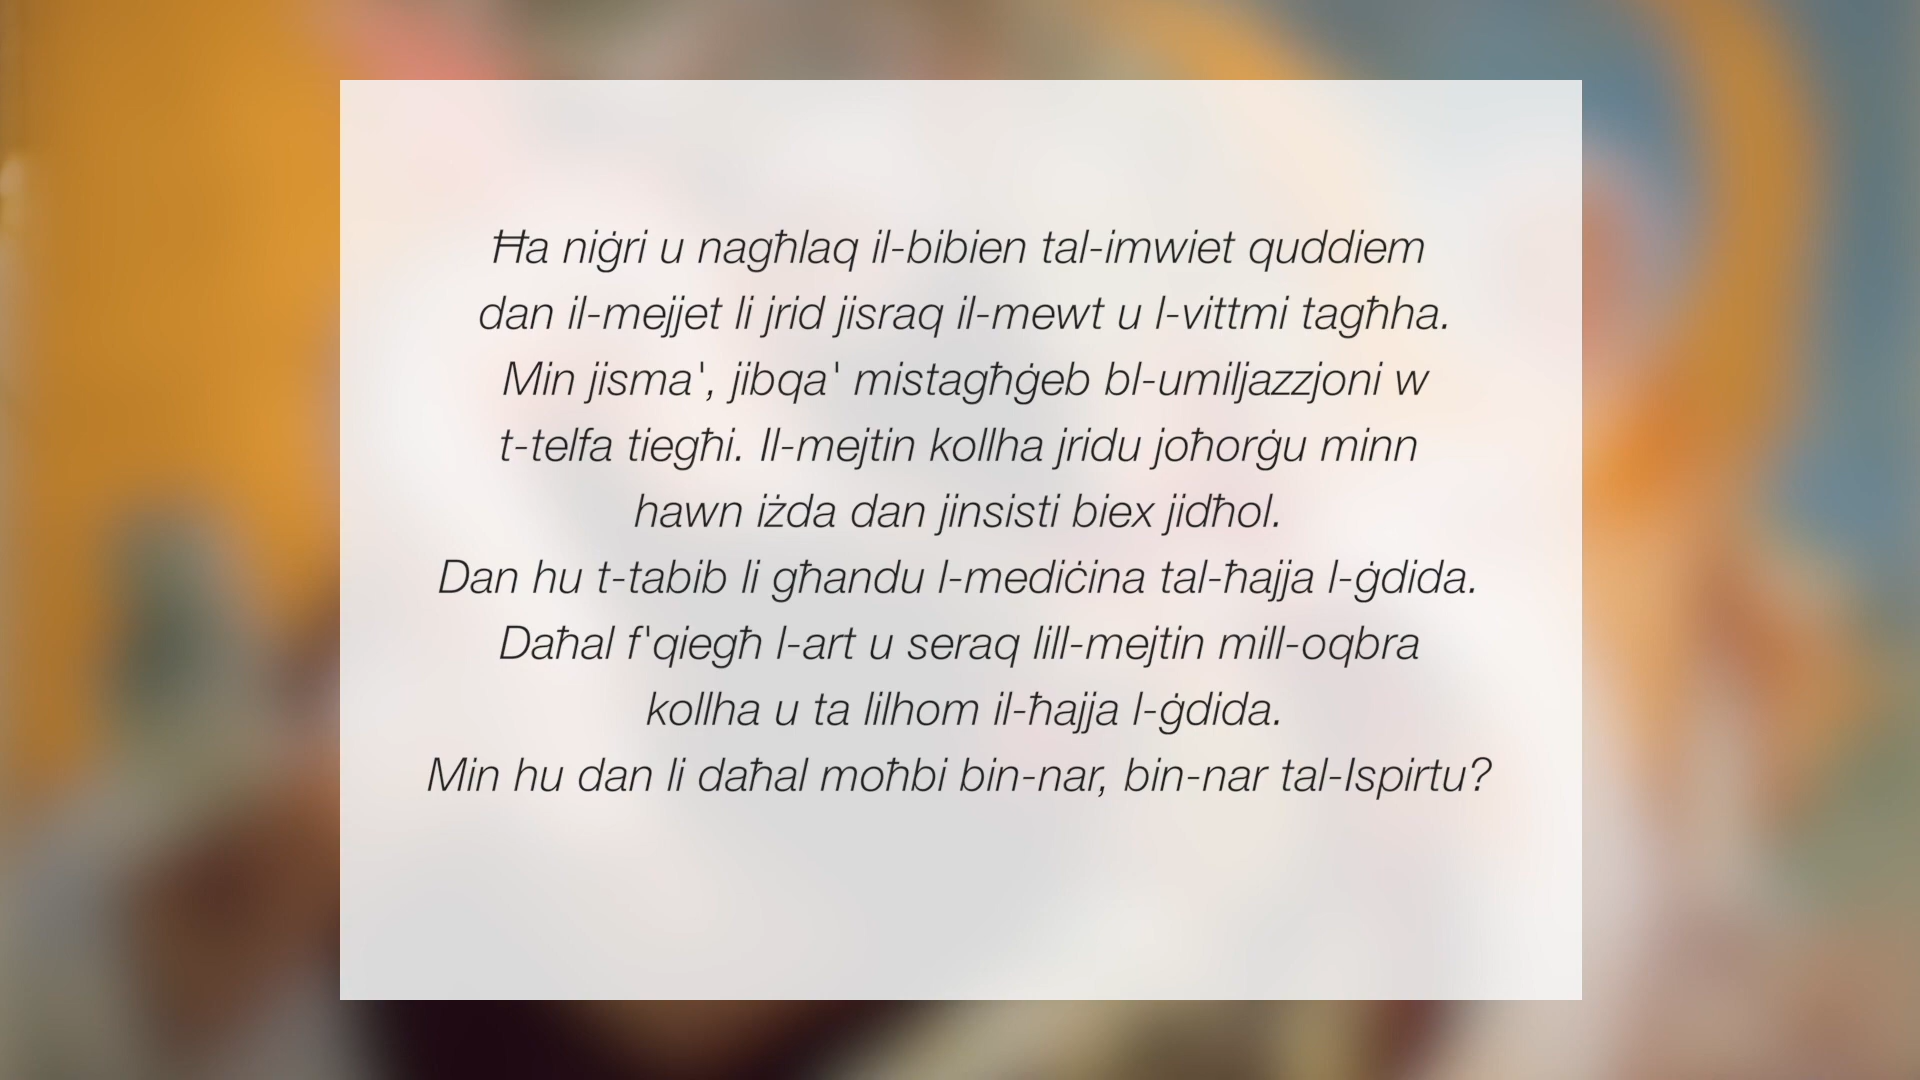 Ħa niġri u nagħlaq il-bibien tal-imwiet quddiem
dan il-mejjet li jrid jisraq il-mewt u l-vittmi tagħha.
Min jisma', jibqa' mistagħġeb bl-umiljazzjoni w
t-telfa tiegħi. Il-mejtin kollha jridu joħorġu minn
hawn iżda dan jinsisti biex jidħol.
Dan hu t-tabib li għandu l-mediċina tal-ħajja l-ġdida.
Daħal f'qiegħ l-art u seraq lill-mejtin mill-oqbra
kollha u ta lilhom il-ħajja l-ġdida.
Min hu dan li daħal moħbi bin-nar, bin-nar tal-Ispirtu?